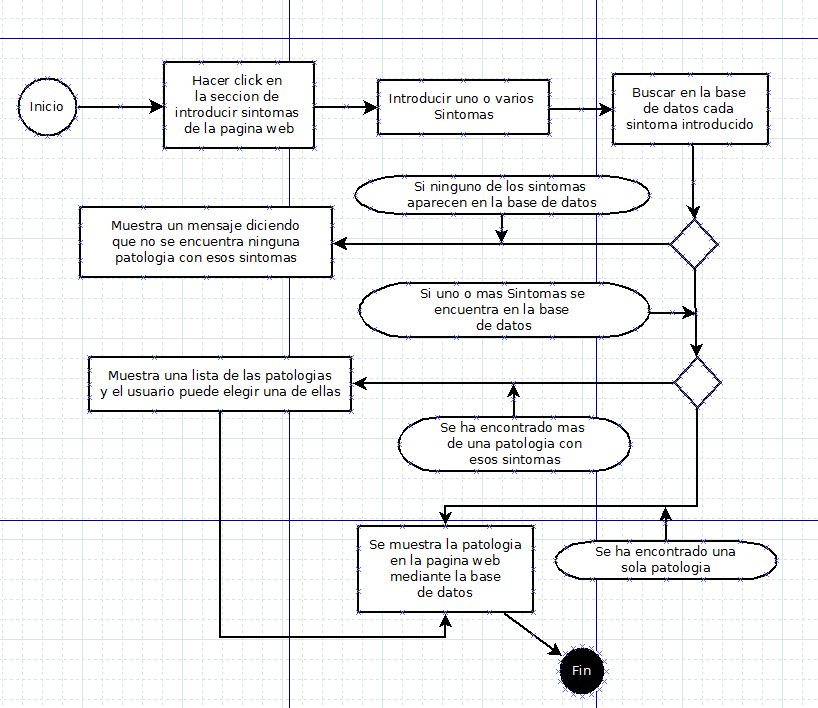 Inicio
Hacer click en
la seccion de
introducir sintomas
de la pagina web
Introducir uno o varios
Sintomas
Buscar en la base
de datos cada
sintoma introducido
Si ninguno de los sintomas
aparecen en la base de datos
Muestra un mensaje diciendo
que no se encuentra ninguna
patologia con esos sintomas
Si uno o mas Sintomas se
encuentra en la base
de datos
Muestra una lista de las patologias
y el usuario puede elegir una de ellas
Se ha encontrado mas
de una patologia con
esos sintomas
Se muestra la patologia
en la pagina web
mediante la base
de datos
Se ha encontrado una
sola patologia
Fin